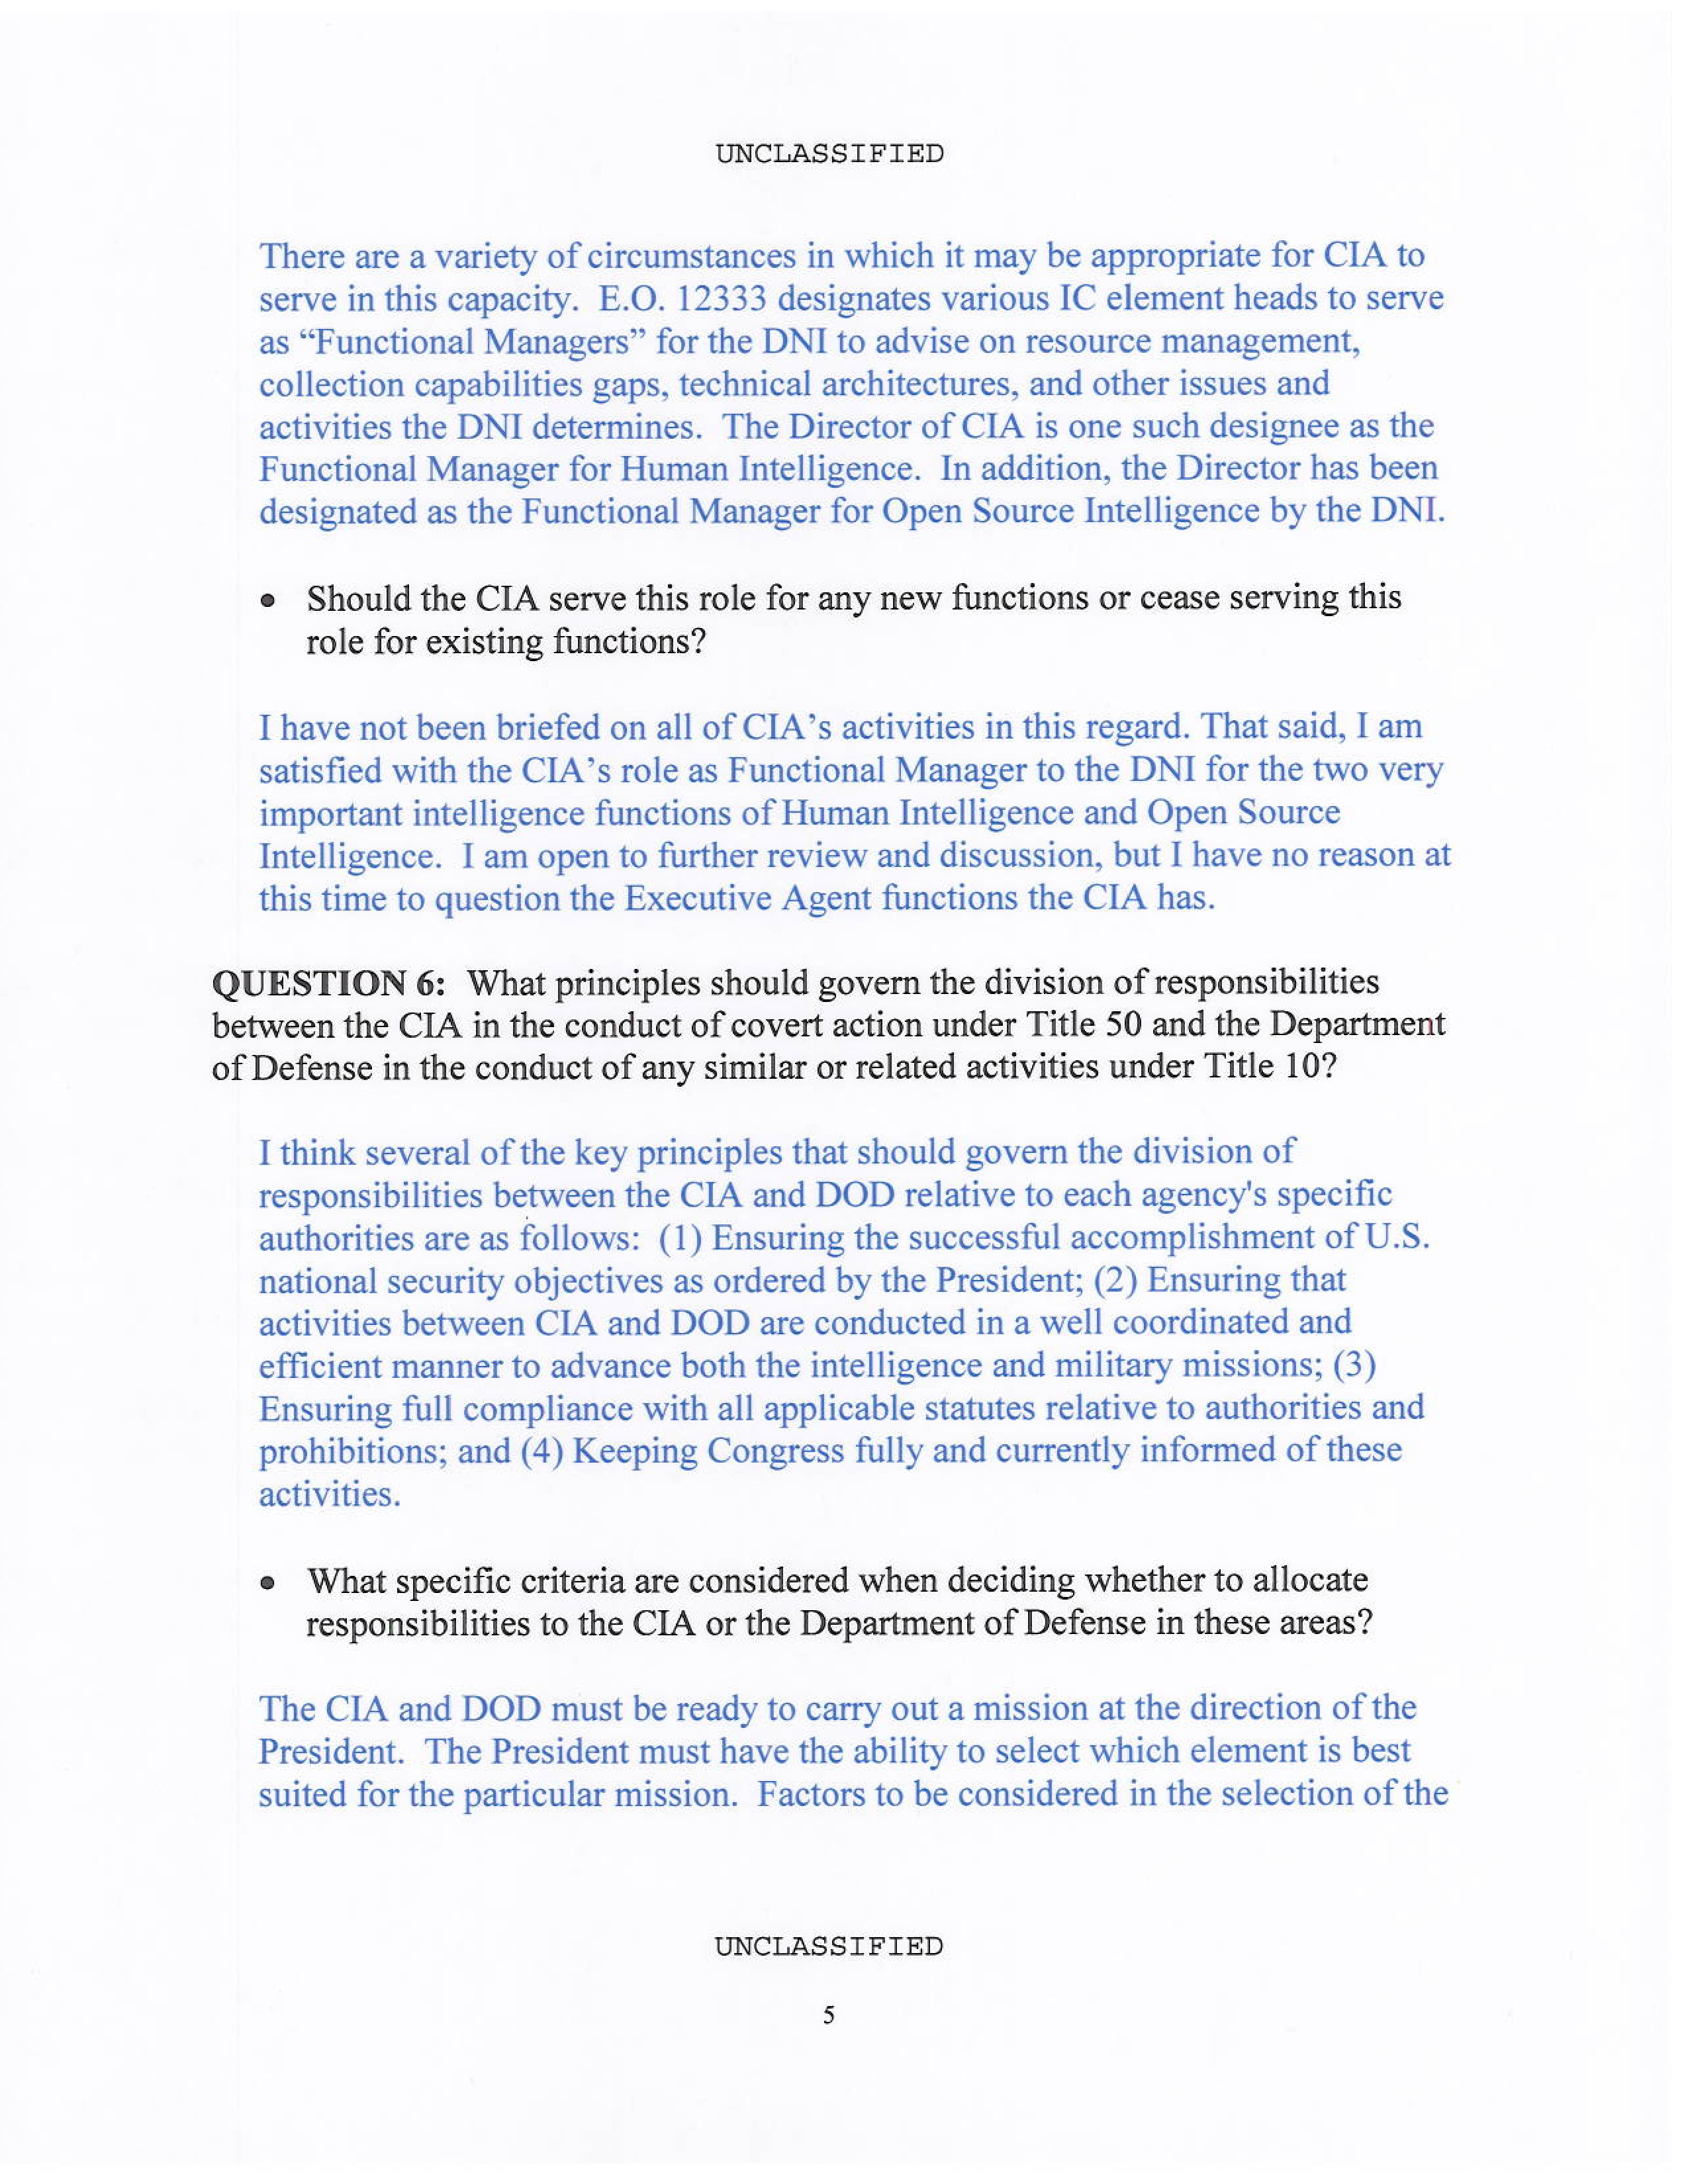 UNCLASSIFIED
There are a variety of circumstances in which it may be appropriate for CIA to
serve in this capacity.  E.O. 12333 designates various IC element heads to serve
as “Functional Managers” for the DNI to advise on resource management,
collection capabilities gaps, technical architectures, and other issues and
activities the DNI determines.  The Director of CIA is one such designee as the
Functional Manager for Human Intelligence.  In addition, the Director has been
designated as the Functional Manager for Open Source Intelligence by the DNI.
• Should the CIA serve this role for any new functions or cease serving this
role for existing functions?
I have not been briefed on all of CIA’s activities in this regard. That said, I am
satisfied with the CIA’s role as Functional Manager to the DNI for the two very
important intelligence functions of Human Intelligence and Open Source
Intelligence.  I am open to further review and discussion, but I have no reason at
this time to question the Executive Agent functions the CIA has.
QUESTION 6:  What principles should govern the division of responsibilities
between the CIA in the conduct of covert action under Title 50 and the Department
of Defense in the conduct of any similar or related activities under Title 10?
I think several of the key principles that should govern the division of
responsibilities between the CIA and DOD relative to each agency's specific
authorities are as follows:  (1) Ensuring the successful accomplishment of U.S.
national security objectives as ordered by the President; (2) Ensuring that
activities between CIA and DOD are conducted in a well coordinated and
efficient manner to advance both the intelligence and military missions; (3)
Ensuring full compliance with all applicable statutes relative to authorities and
prohibitions; and (4) Keeping Congress fully and currently informed of these
activities.
• What specific criteria are considered when deciding whether to allocate
responsibilities to the CIA or the Department of Defense in these areas?
The CIA and DOD must be ready to carry out a mission at the direction of the
President.  The President must have the ability to select which element is best
suited for the particular mission.  Factors to be considered in the selection of the
UNCLASSIFIED
5